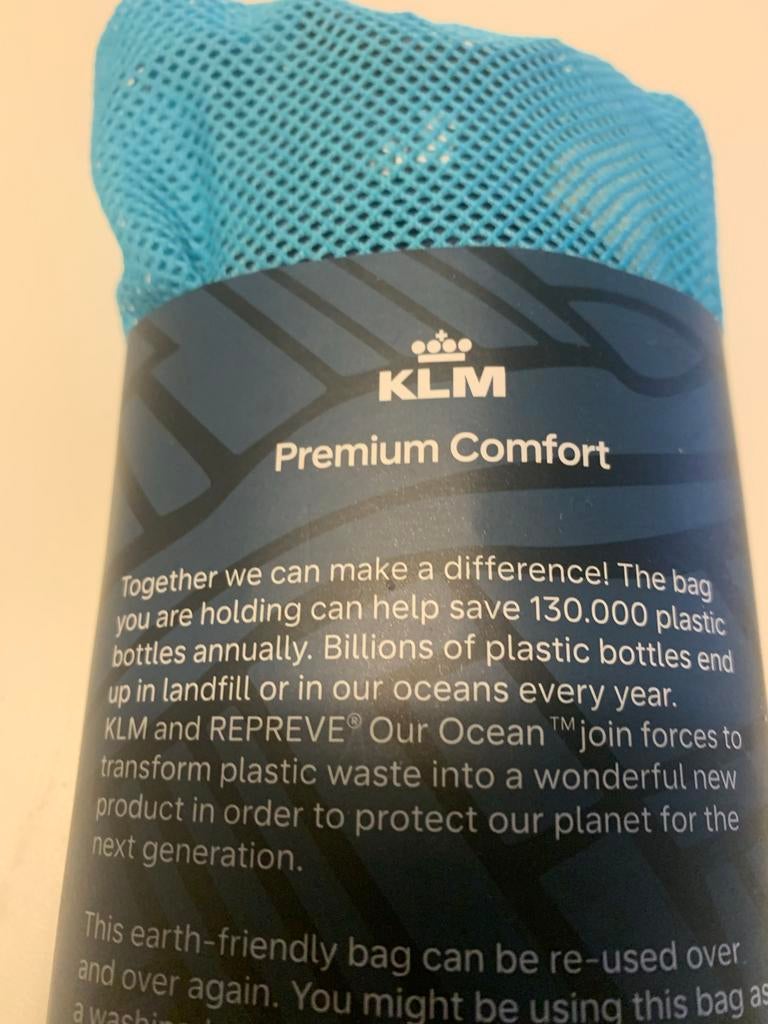 KLM
Premium Comfort
Together we can make a difference! The bag
you are holding can help save 130.000 plastic
bottles annually. Billions of plastic bottles end
up in landfill or in our oceans every year.
KLM and REPREVE® Our Ocean™ join forces to
transform plastic waste into a wonderful new
product in order to protect our planet for the
next generation.
This earth-friendly bag can be re-used over
and over again. You might be using this bag as
a